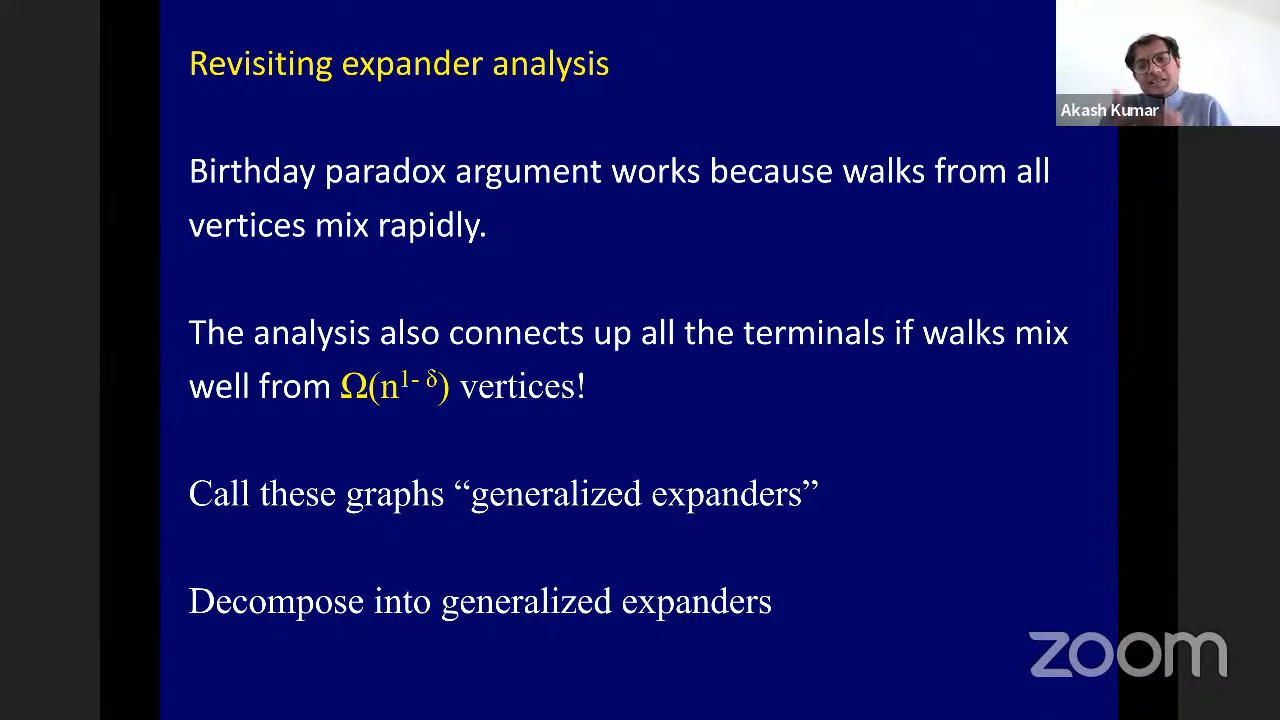 Revisiting expander analysis
Akash Kumar
Birthday paradox argument works because walks from all
vertices mix rapidly.
The analysis also connects up all the terminals if walks mix
well from Ω(n^{1- δ}) vertices!
Call these graphs “generalized expanders”
Decompose into generalized expanders
zoom